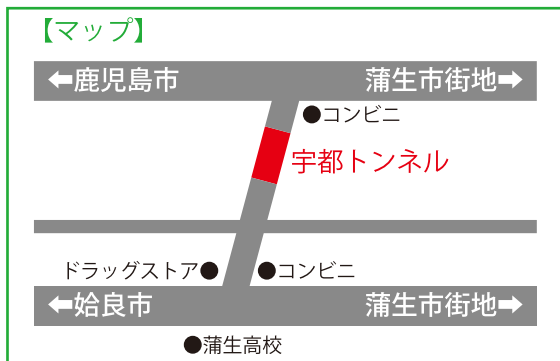 【マップ】
⬅鹿児島市
蒲生市街地➡
●コンビニ
宇都トンネル
ドラッグストア●
●コンビニ
⬅姶良市
蒲生市街地➡
●蒲生高校